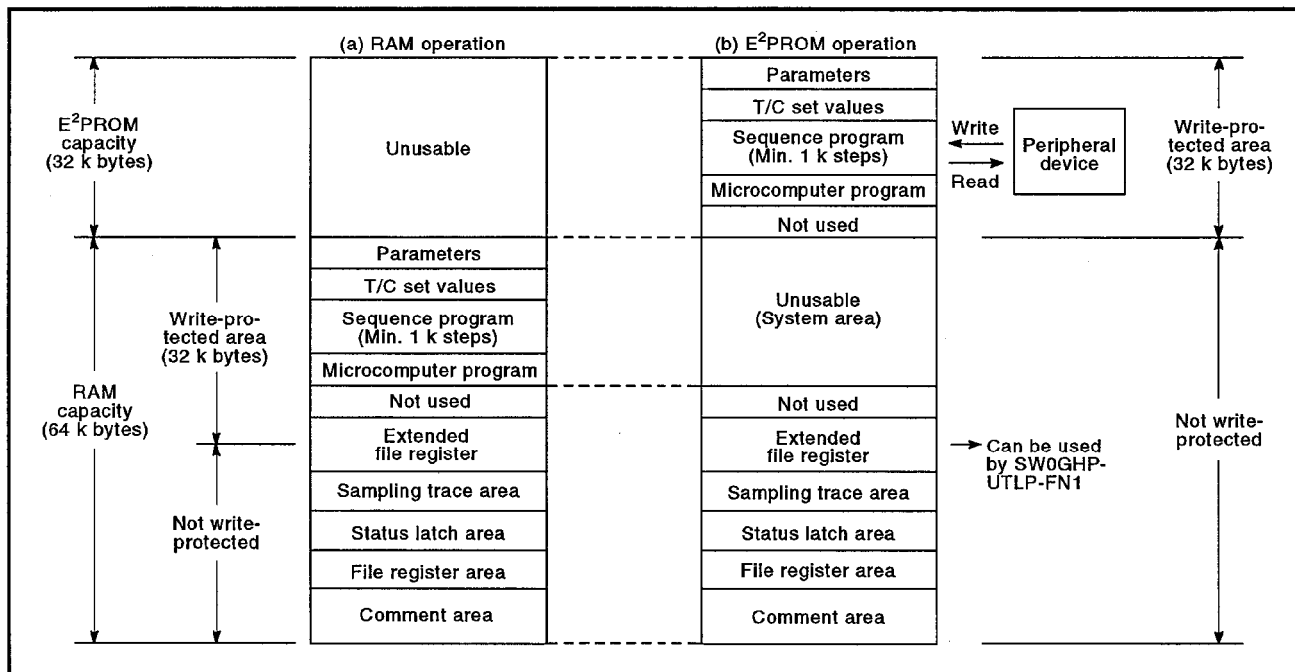 (a) RAM operation
(b) E²PROM operation
E²PROM
capacity
(32 k bytes)
Unusable
Parameters
T/C set values
Sequence program
(Min. 1 k steps)
Microcomputer program
Not used
Write
Read
Peripheral
device
Write-pro-
tected area
(32 k bytes)
RAM
capacity
(64 k bytes)
Write-pro-
tected area
(32 k bytes)
Not write-
protected
Parameters
T/C set values
Sequence program
(Min. 1 k steps)
Microcomputer program
Not used
Extended
file register
Sampling trace area
Status latch area
File register area
Comment area
Unusable
(System area)
Not used
Extended
file register
Sampling trace area
Status latch area
File register area
Comment area
Can be used
by SW0GHP-
UTLP-FN1
Not write-
protected